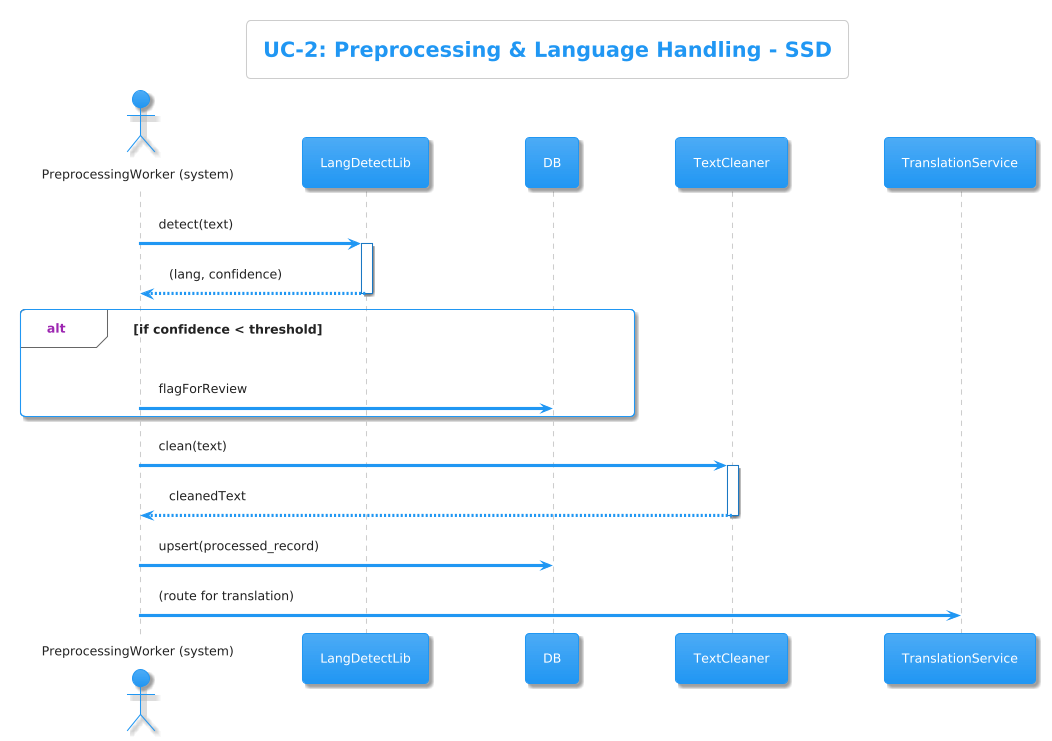 UC-2: Preprocessing & Language Handling - SSD
PreprocessingWorker (system)
LangDetectLib
DB
TextCleaner
TranslationService
detect(text)
(lang, confidence)
alt
[if confidence < threshold]
flagForReview
clean(text)
cleanedText
upsert(processed_record)
(route for translation)
PreprocessingWorker (system)
LangDetectLib
DB
TextCleaner
TranslationService